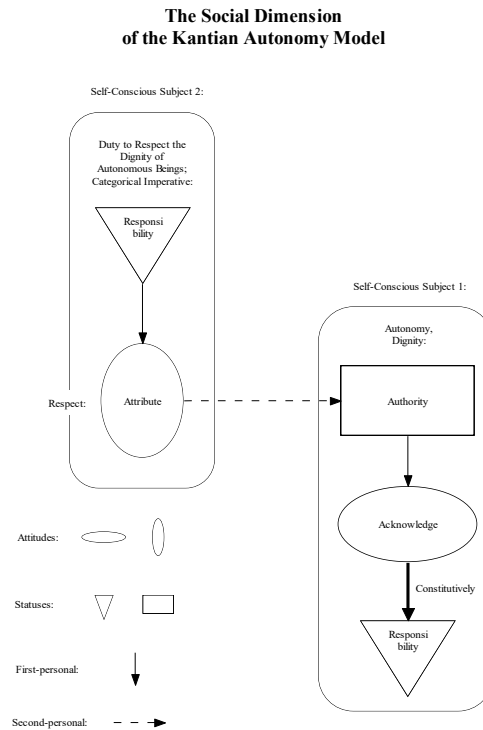 The Social Dimension
of the Kantian Autonomy Model
Self-Conscious Subject 2:
Duty to Respect the
Dignity of
Autonomous Beings;
Categorical Imperative:
Responsi
bility
Self-Conscious Subject 1:
Autonomy,
Dignity:
Respect:
Attribute
Authority
Acknowledge
Attitudes:
Constitutively
Statuses:
Responsi
bility
First-personal:
Second-personal: